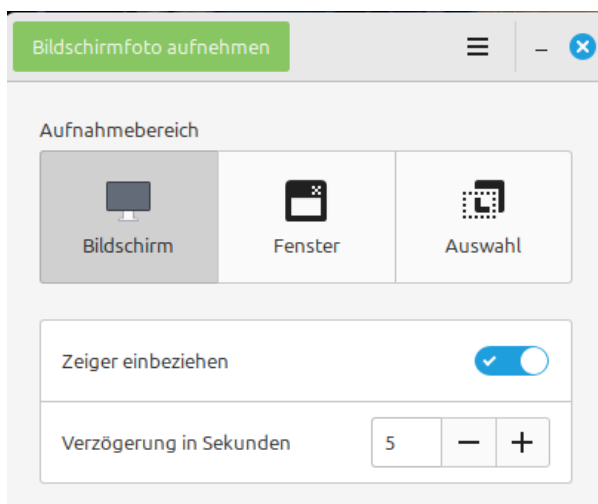 Bildschirmfoto aufnehmen
Aufnahmebereich
Bildschirm
Fenster
Auswahl
Zeiger einbeziehen
Verzögerung in Sekunden
5